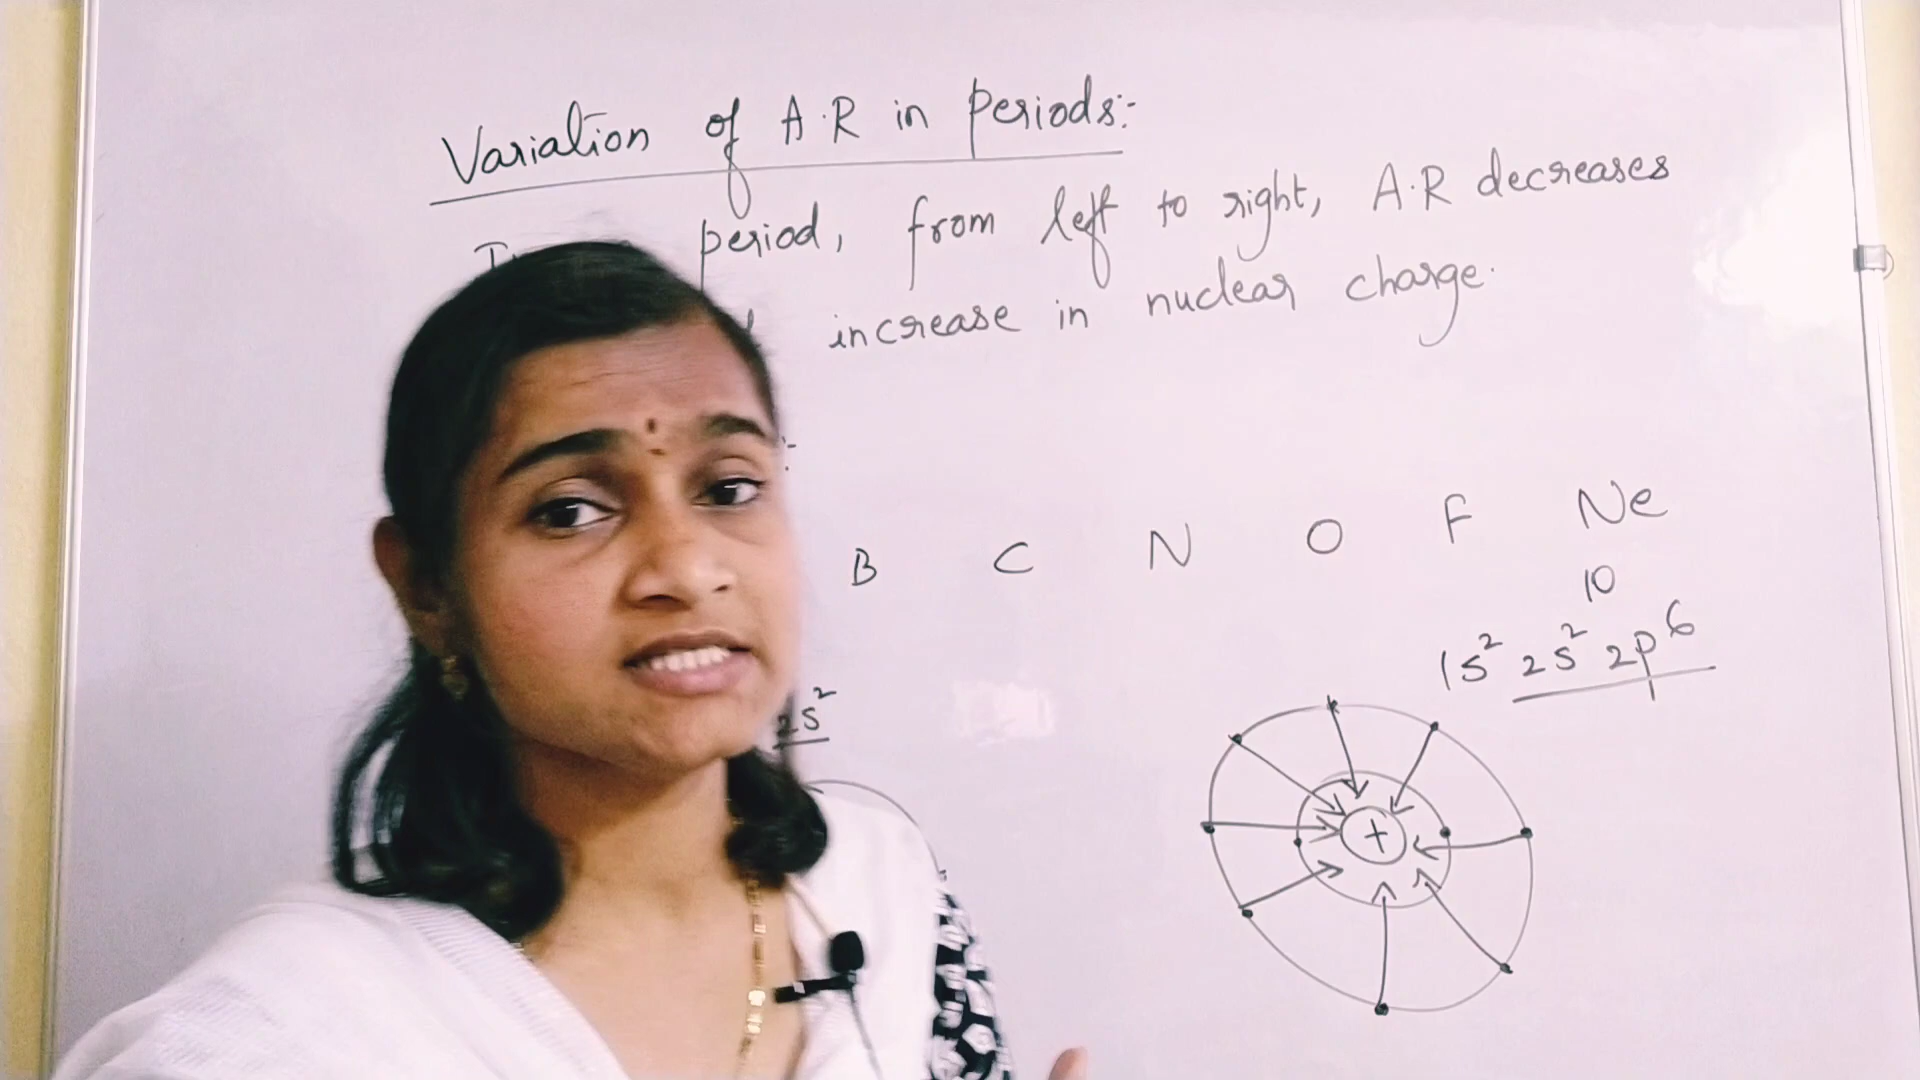 Variation of A.R in periods:-
period, from left to right, A.R decreases
increase in nuclear charge.
:-
B C N O F Ne
10
1s² 2s² 2p⁶
2s²
+